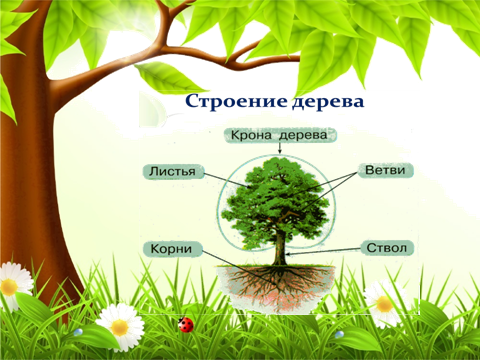 Строение дерева
Крона дерева
Листья
Ветви
Корни
Ствол